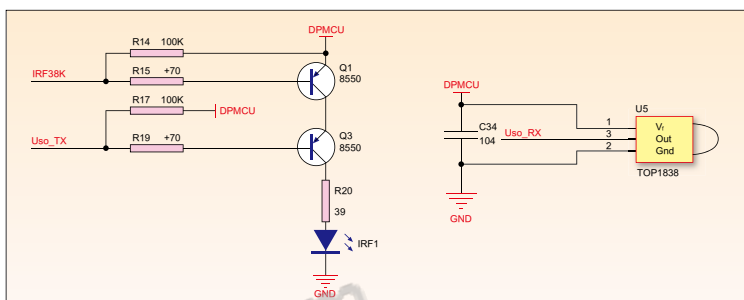 DPMCU
R14 100K
Q1
8550
IRF38K
R15 +70
R17 100K
DPMCU
Q3
8550
Uso_TX
R19 +70
R20
39
IRF1
GND
DPMCU
C34
104
Uso_RX
GND
U5
1
Vf
3
Out
2
Gnd
TOP1838